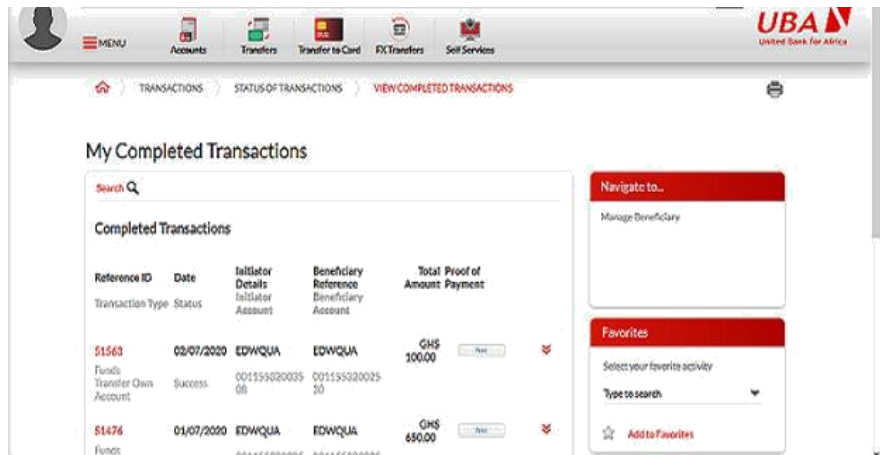 UBA
United Bank for Africa
MENU
Accounts
Transfers
Transfer to Card
FX Transfers
Self Services
TRANSACTIONS
STATUS OF TRANSACTIONS
VIEW COMPLETED TRANSACTIONS
My Completed Transactions
Search
Completed Transactions
Reference ID Date Initiator Details Beneficiary Reference Total Amount Proof of Payment
Transaction Type Status Initiator Account Beneficiary Account
51563 02/07/2020 EDWQUA EDWQUA GHS 100.00
Funds Transfer Own Account Success
51476 01/07/2020 EDWQUA EDWQUA GHS 650.00
Funds
Navigate to...
Manage Beneficiary
Favorites
Select your favorite activity
Type to search
Add to Favorites